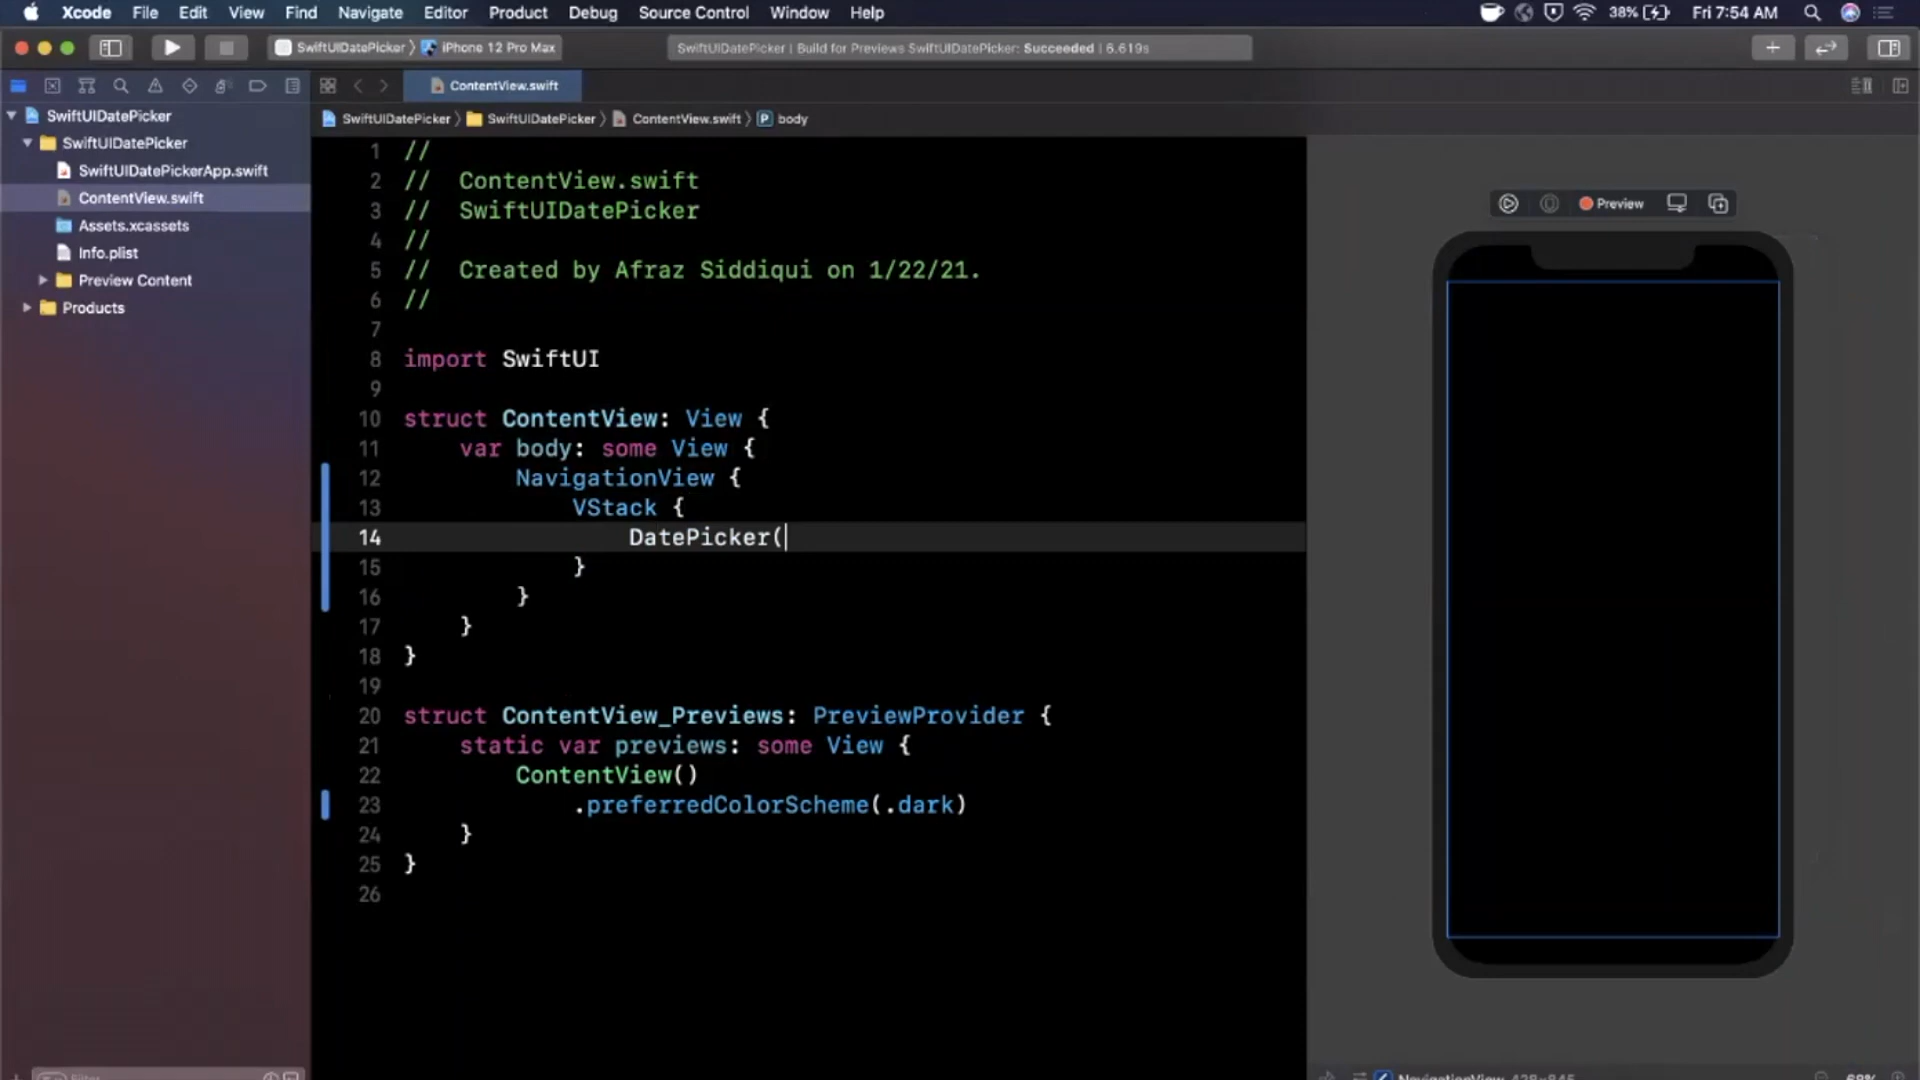 Xcode File Edit View Find Navigate Editor Product Debug Source Control Window Help 38% Fri 7:54 AM
SwiftUIDatePicker iPhone 12 Pro Max SwiftUIDatePicker | Build for Previews SwiftUIDatePicker: Succeeded | 6.619s
ContentView.swift
SwiftUIDatePicker SwiftUIDatePicker ContentView.swift P body
SwiftUIDatePicker
SwiftUIDatePicker
SwiftUIDatePickerApp.swift
ContentView.swift
Assets.xcassets
Info.plist
Preview Content
Products
1 //
2 // ContentView.swift
3 // SwiftUIDatePicker
4 //
5 // Created by Afraz Siddiqui on 1/22/21.
6 //
7
8 import SwiftUI
9
10 struct ContentView: View {
11 var body: some View {
12 NavigationView {
13 VStack {
14 DatePicker(
15 }
16 }
17 }
18 }
19
20 struct ContentView_Previews: PreviewProvider {
21 static var previews: some View {
22 ContentView()
23 .preferredColorScheme(.dark)
24 }
25 }
26
Preview
Filter
NavigationView 428×845